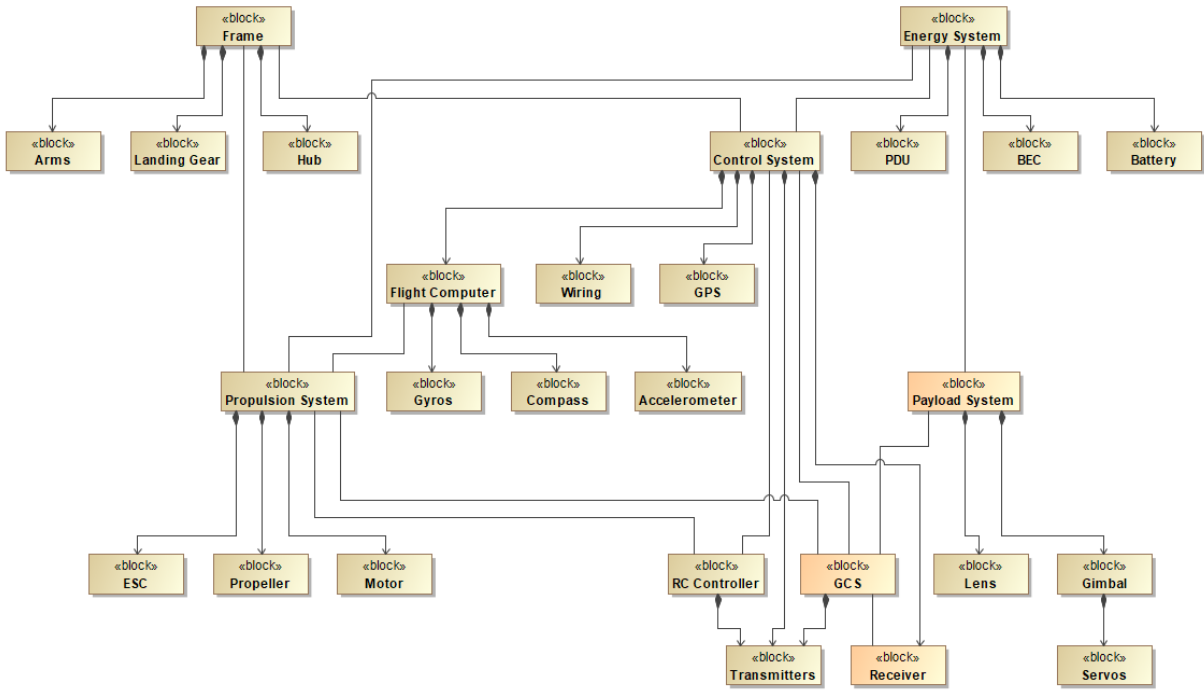 «block»
Frame
«block»
Energy System
«block»
Arms
«block»
Landing Gear
«block»
Hub
«block»
Control System
«block»
PDU
«block»
BEC
«block»
Battery
«block»
Flight Computer
«block»
Wiring
«block»
GPS
«block»
Propulsion System
«block»
Gyros
«block»
Compass
«block»
Accelerometer
«block»
Payload System
«block»
ESC
«block»
Propeller
«block»
Motor
«block»
RC Controller
«block»
GCS
«block»
Lens
«block»
Gimbal
«block»
Transmitters
«block»
Receiver
«block»
Servos